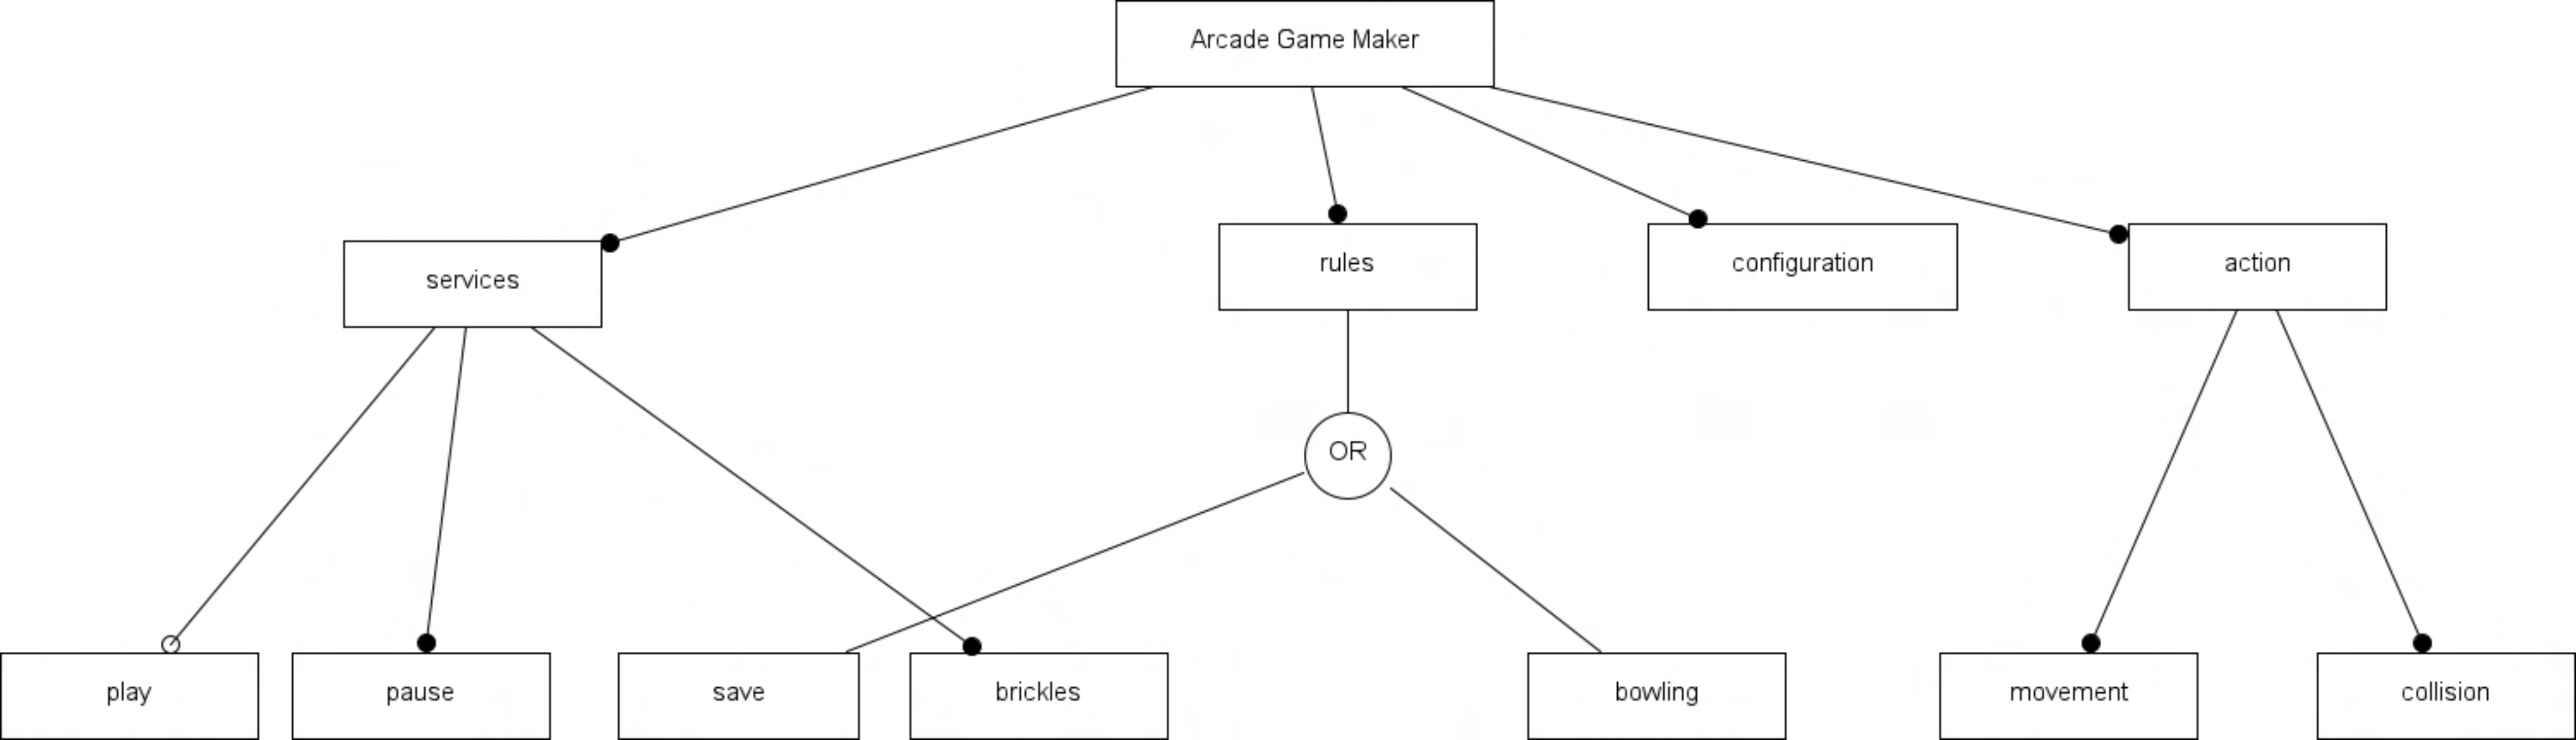 Arcade Game Maker
services
rules
configuration
action
OR
play
pause
save
brickles
bowling
movement
collision